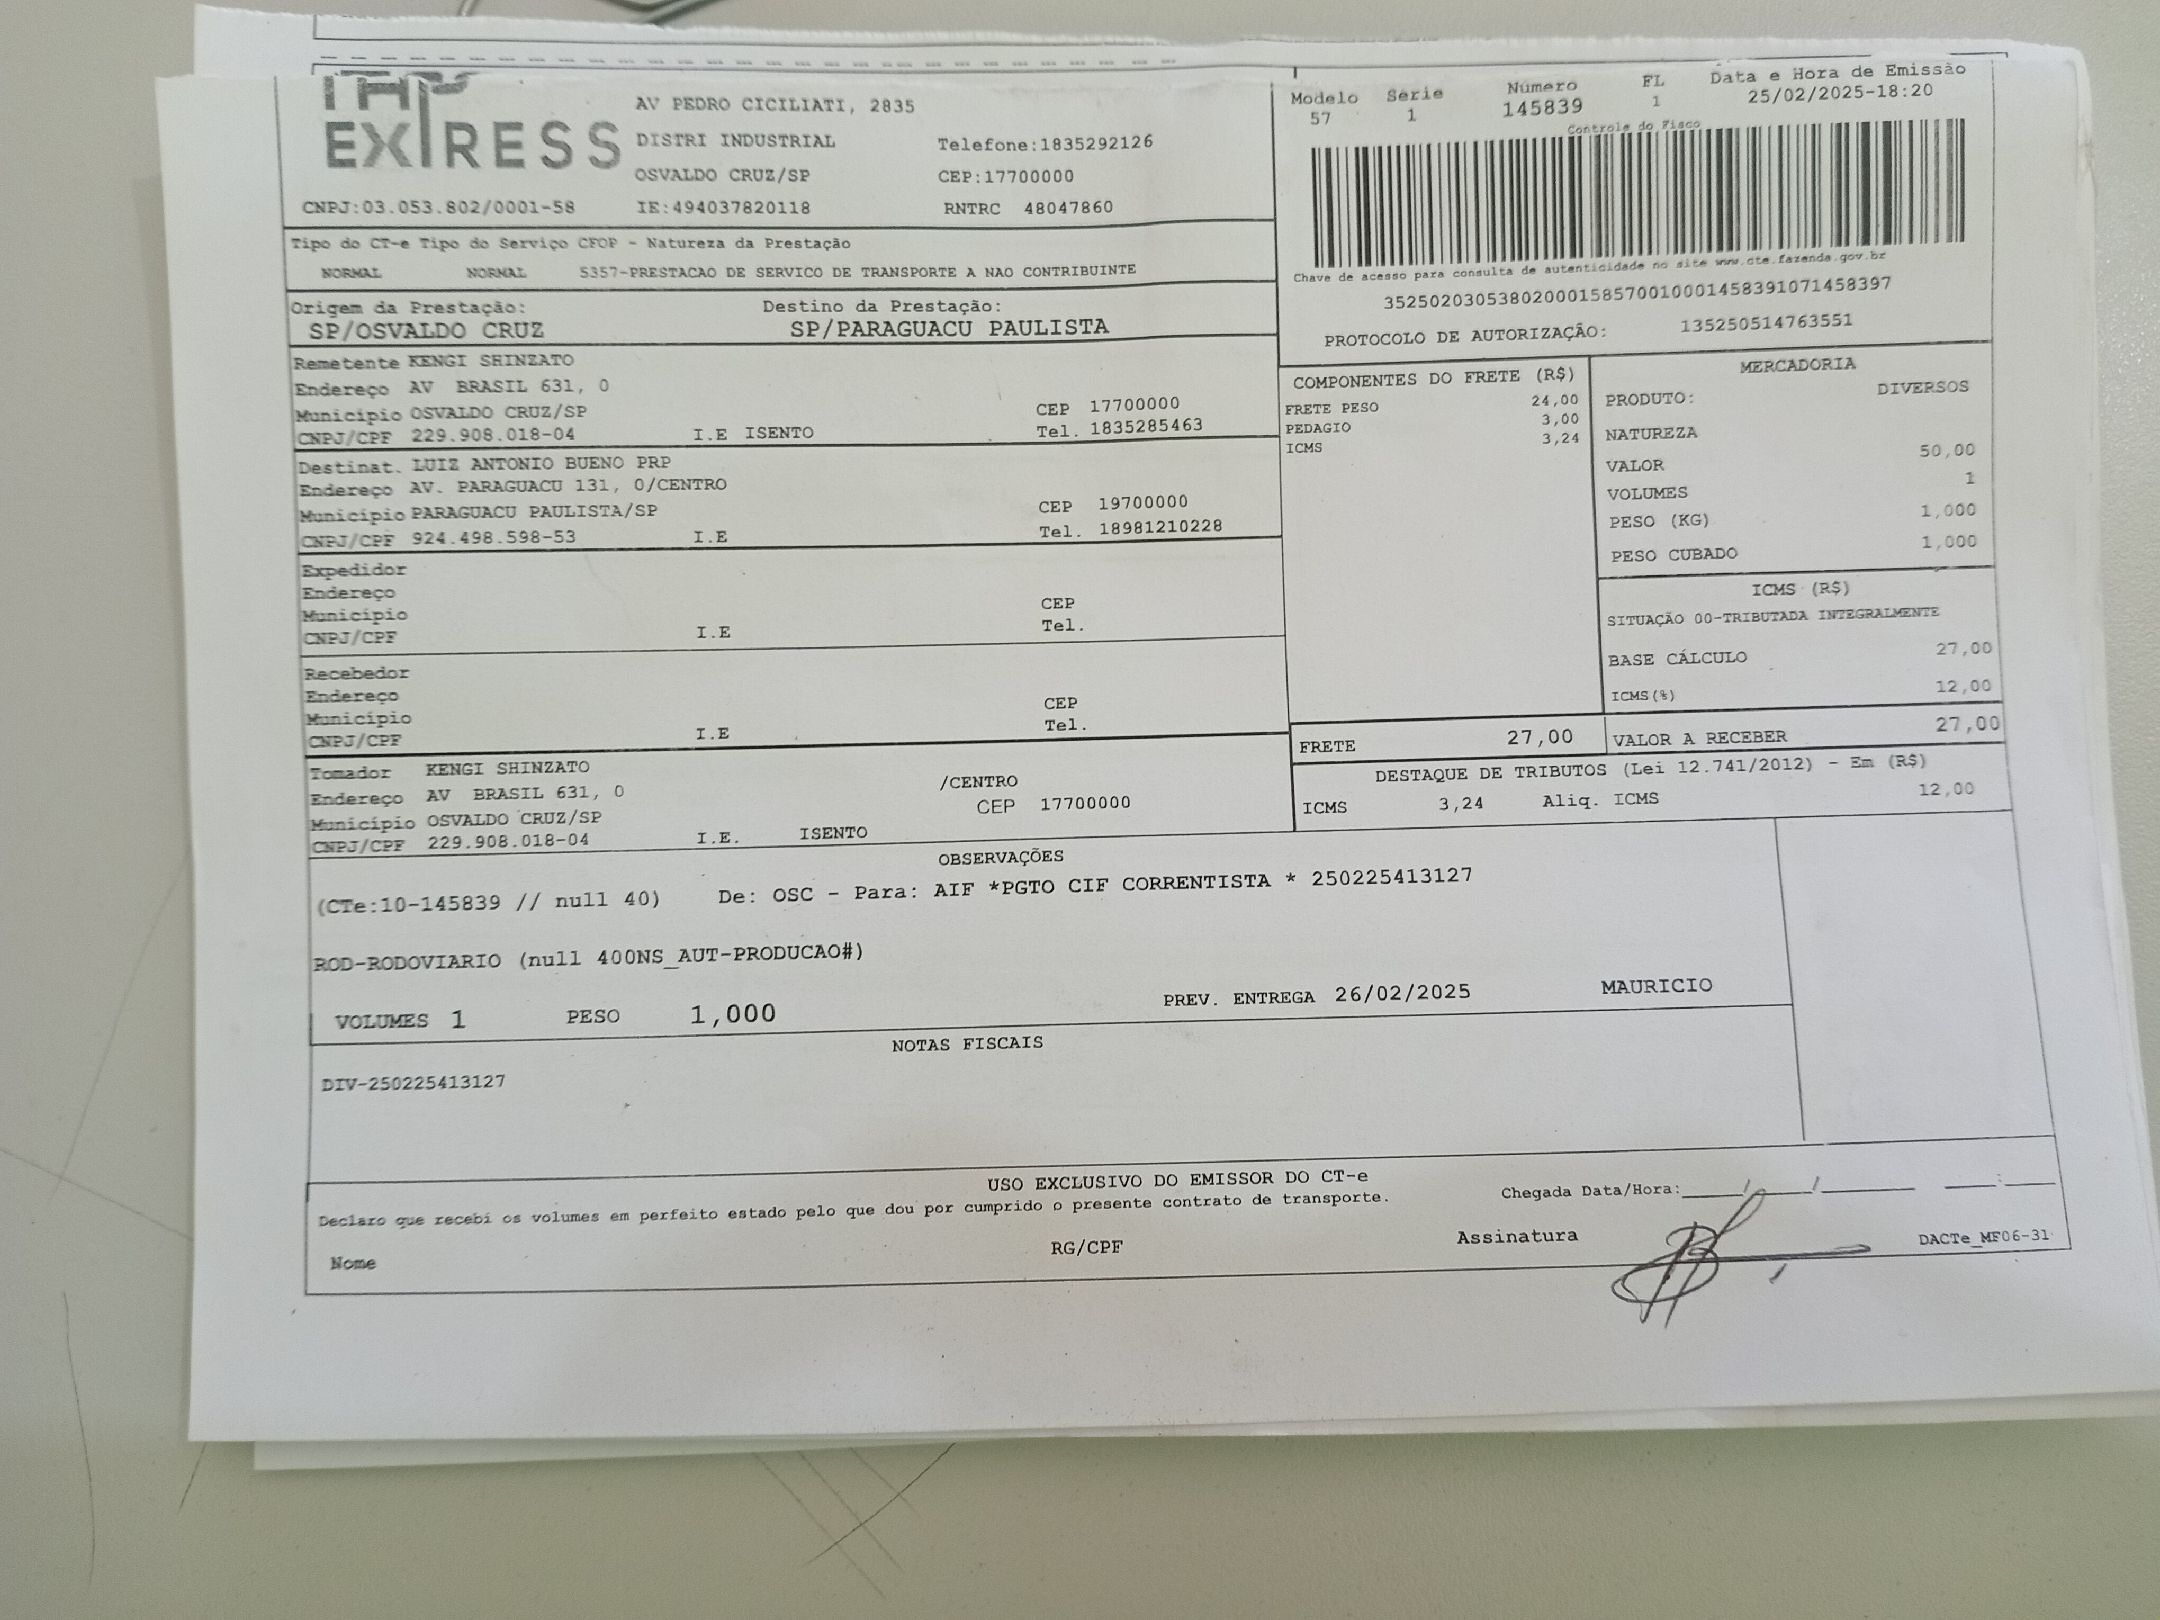 EXPRESS
AV PEDRO CICILIATI, 2835
DISTRI INDUSTRIAL Telefone:1835292126
OSVALDO CRUZ/SP CEP:17700000
CNPJ:03.053.802/0001-58 IE:494037820118 RNTRC 48047860
Modelo Serie Número FL Data e Hora de Emissão
57 1 145839 1 25/02/2025-18:20
Controle do Fisco
Chave de acesso para consulta de autenticidade no site www.cte.fazenda.gov.br
35250203053802000158570010001458391071458397
PROTOCOLO DE AUTORIZAÇÃO: 135250514763551
Tipo do CT-e Tipo do Serviço CFOP - Natureza da Prestação
NORMAL NORMAL 5357-PRESTACAO DE SERVICO DE TRANSPORTE A NAO CONTRIBUINTE
Origem da Prestação: Destino da Prestação:
SP/OSVALDO CRUZ SP/PARAGUACU PAULISTA
Remetente KENGI SHINZATO
Endereço AV BRASIL 631, 0
Município OSVALDO CRUZ/SP CEP 17700000
CNPJ/CPF 229.908.018-04 I.E ISENTO Tel. 1835285463
Destinat. LUIZ ANTONIO BUENO PRP
Endereço AV. PARAGUACU 131, 0/CENTRO
Município PARAGUACU PAULISTA/SP CEP 19700000
CNPJ/CPF 924.498.598-53 I.E Tel. 18981210228
Expedidor
Endereço
Município CEP
CNPJ/CPF I.E Tel.
Recebedor
Endereço
Município CEP
CNPJ/CPF I.E Tel.
Tomador KENGI SHINZATO
Endereço AV BRASIL 631, 0 /CENTRO
Município OSVALDO CRUZ/SP CEP 17700000
CNPJ/CPF 229.908.018-04 I.E. ISENTO
COMPONENTES DO FRETE (R$)
FRETE PESO 24,00
PEDAGIO 3,00
ICMS 3,24
MERCADORIA
PRODUTO: DIVERSOS
NATUREZA
VALOR 50,00
VOLUMES 1
PESO (KG) 1,000
PESO CUBADO 1,000
ICMS (R$)
SITUAÇÃO 00-TRIBUTADA INTEGRALMENTE
BASE CÁLCULO 27,00
ICMS(%) 12,00
FRETE 27,00 VALOR A RECEBER 27,00
DESTAQUE DE TRIBUTOS (Lei 12.741/2012) - Em (R$)
ICMS 3,24 Aliq. ICMS 12,00
OBSERVAÇÕES
(CTe:10-145839 // null 40) De: OSC - Para: AIF *PGTO CIF CORRENTISTA * 250225413127
ROD-RODOVIARIO (null 400NS_AUT-PRODUCAO#)
VOLUMES 1 PESO 1,000 PREV. ENTREGA 26/02/2025 MAURICIO
NOTAS FISCAIS
DIV-250225413127
USO EXCLUSIVO DO EMISSOR DO CT-e
Declaro que recebi os volumes em perfeito estado pelo que dou por cumprido o presente contrato de transporte.
Chegada Data/Hora:____/____/______ ____:____
Nome RG/CPF Assinatura DACTe_MF06-31